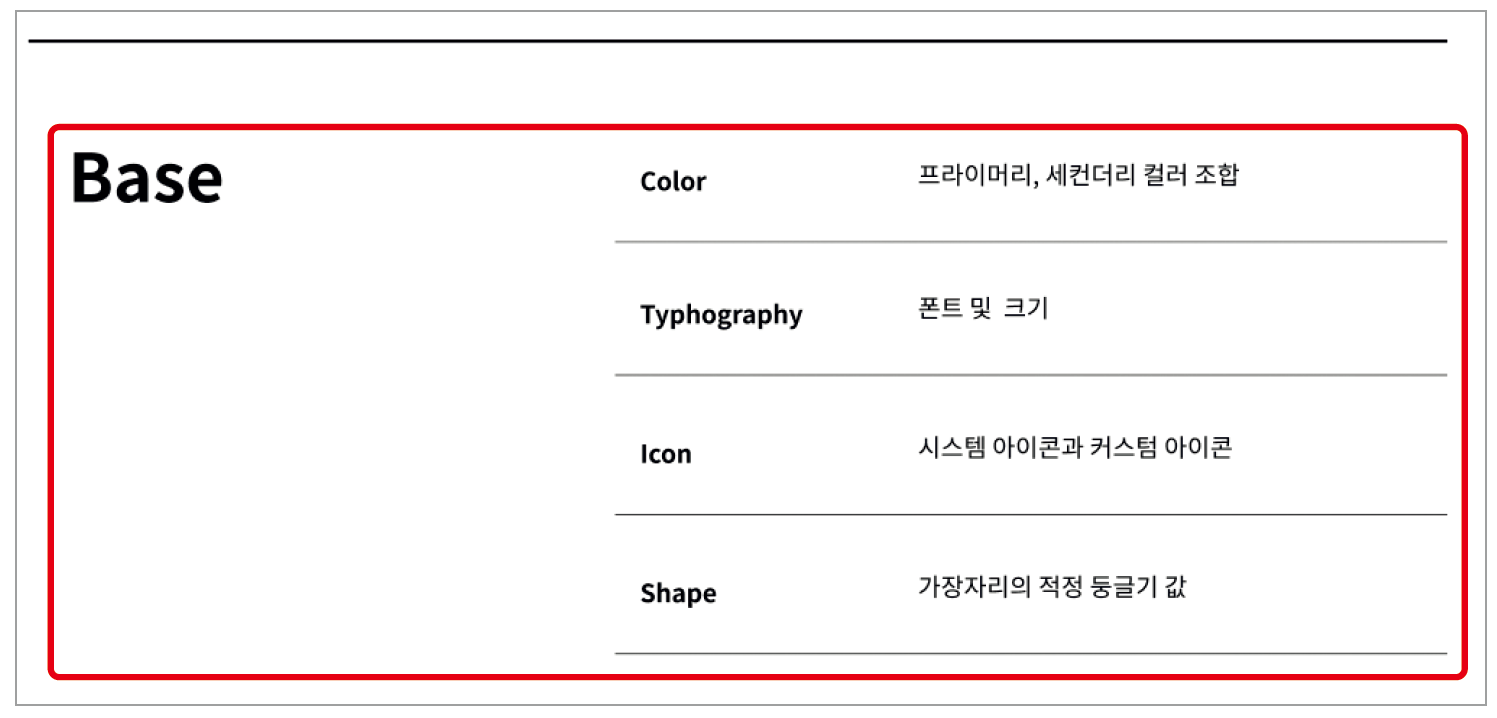 Base
Color
프라이머리, 세컨더리 컬러 조합
Typhography
폰트 및 크기
Icon
시스템 아이콘과 커스텀 아이콘
Shape
가장자리의 적정 둥글기 값